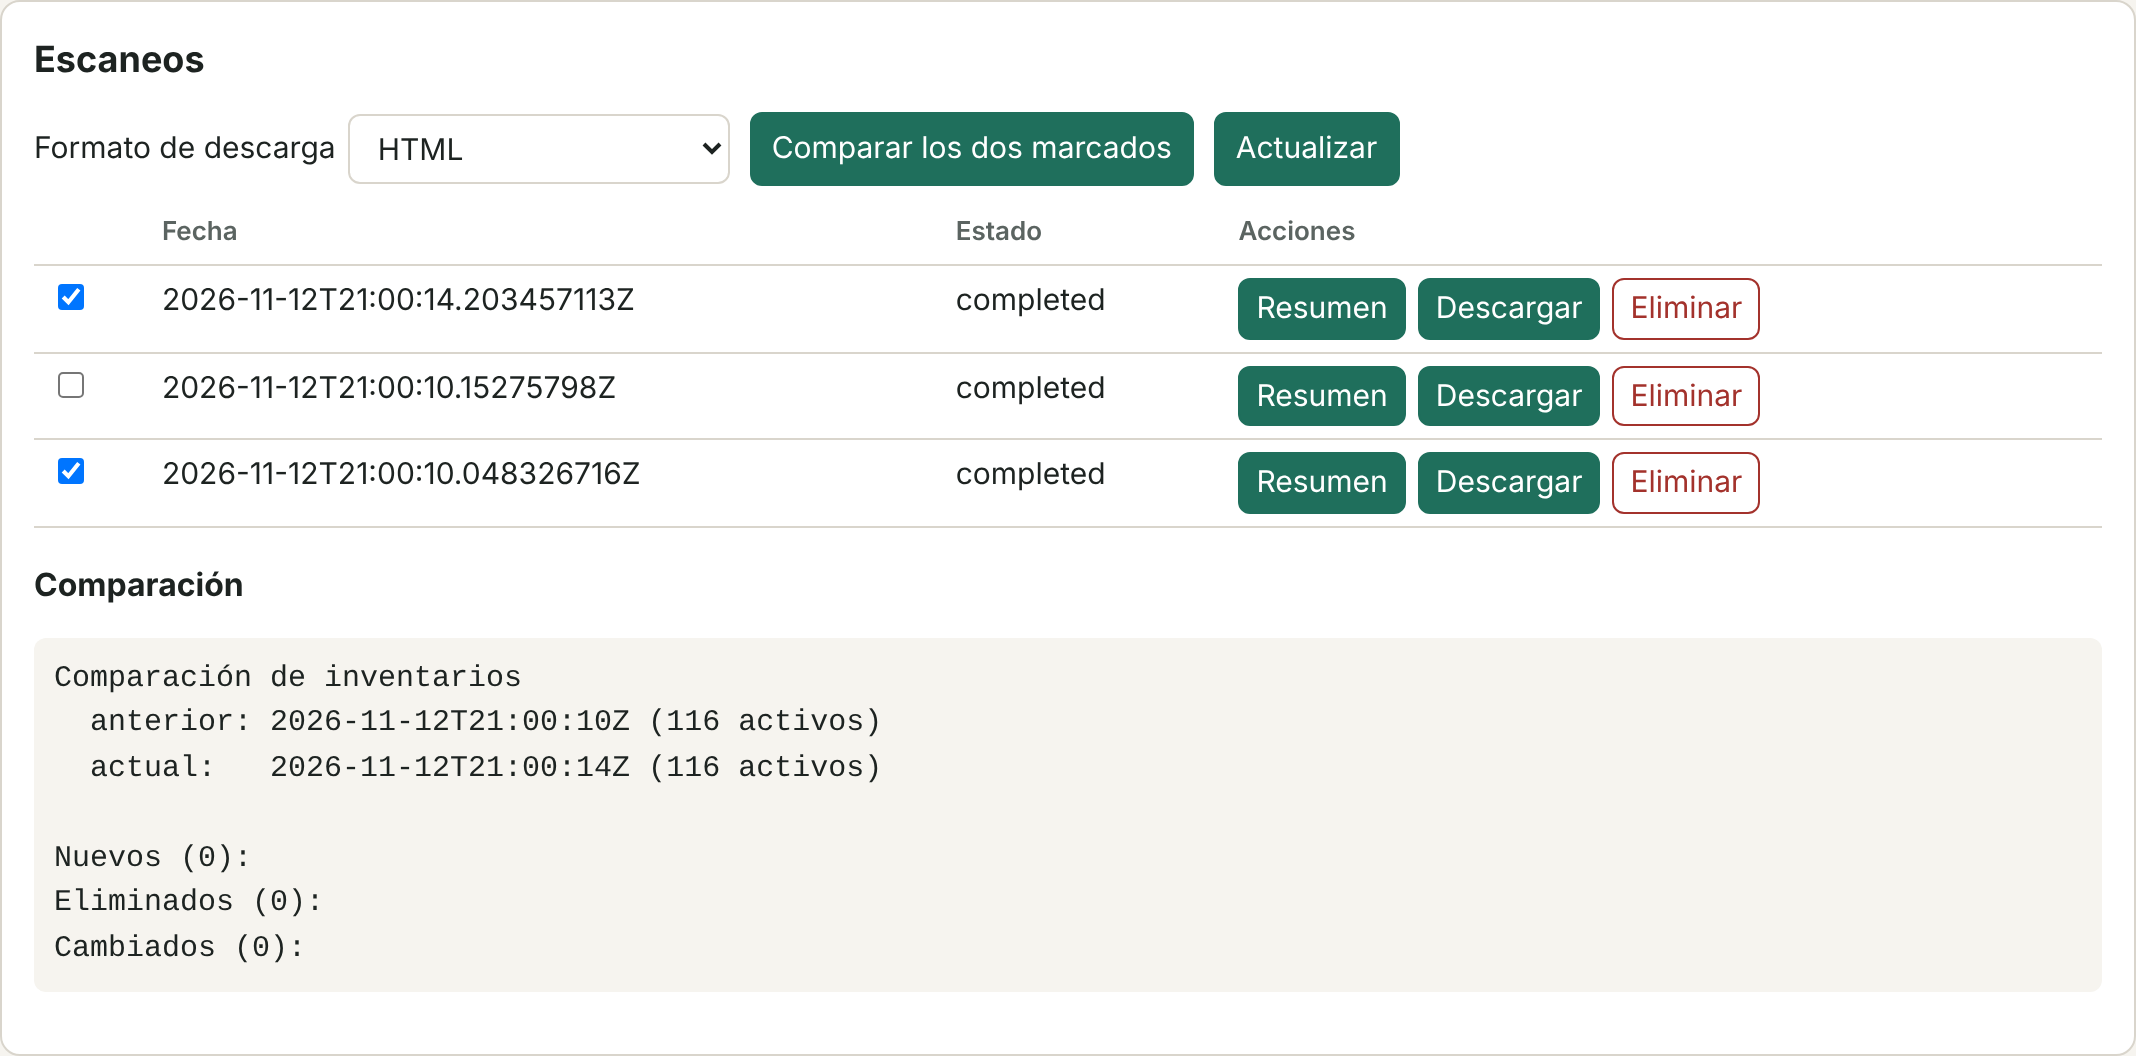 Escaneos
Formato de descarga HTML Comparar los dos marcados Actualizar
Fecha Estado Acciones
2026-11-12T21:00:14.203457113Z completed Resumen Descargar Eliminar
2026-11-12T21:00:10.15275798Z completed Resumen Descargar Eliminar
2026-11-12T21:00:10.048326716Z completed Resumen Descargar Eliminar
Comparación
Comparación de inventarios
anterior: 2026-11-12T21:00:10Z (116 activos)
actual: 2026-11-12T21:00:14Z (116 activos)
Nuevos (0):
Eliminados (0):
Cambiados (0):